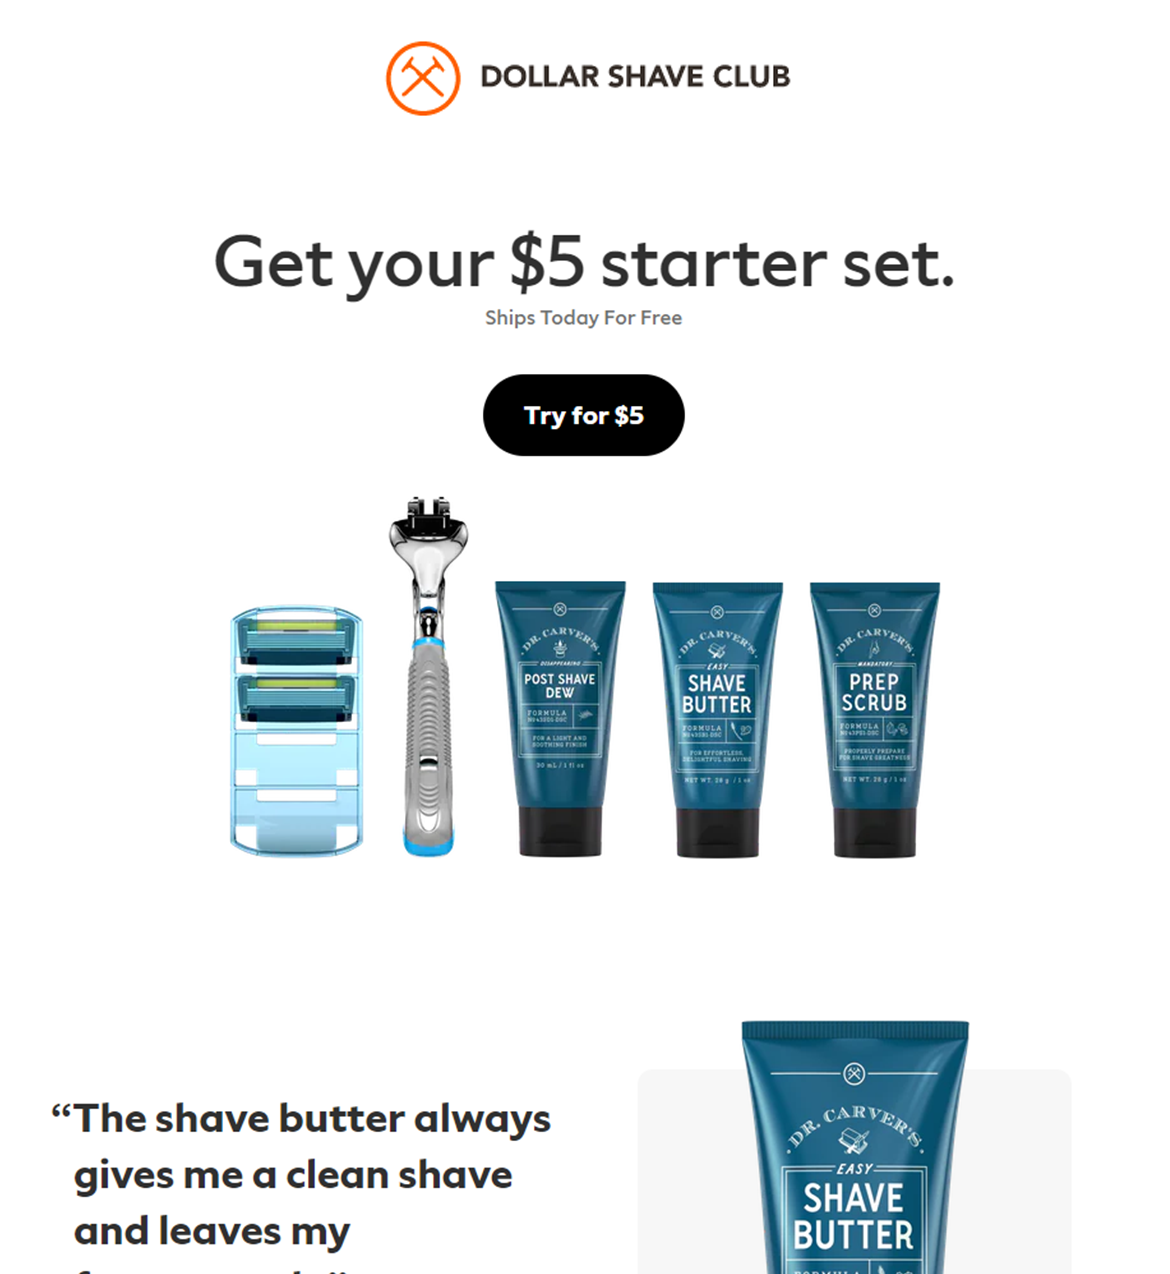 DOLLAR SHAVE CLUB
Get your $5 starter set.
Ships Today For Free
Try for $5
DR. CARVER'S
DISAPPEARING
POST SHAVE
DEW
FORMULA
FOR A LIGHT AND
SOOTHING FINISH
30 mL / 1 fl oz
DR. CARVER'S
EASY
SHAVE
BUTTER
FORMULA
FOR EFFORTLESS,
DELIGHTFUL SHAVING
NET WT. 28 g / 1 oz
DR. CARVER'S
MANDATORY
PREP
SCRUB
FORMULA
PROPERLY PREPARE
FOR SHAVE GREATNESS
NET WT. 28 g / 1 oz
“The shave butter always
gives me a clean shave
and leaves my
DR. CARVER'S
EASY
SHAVE
BUTTER
FORMULA